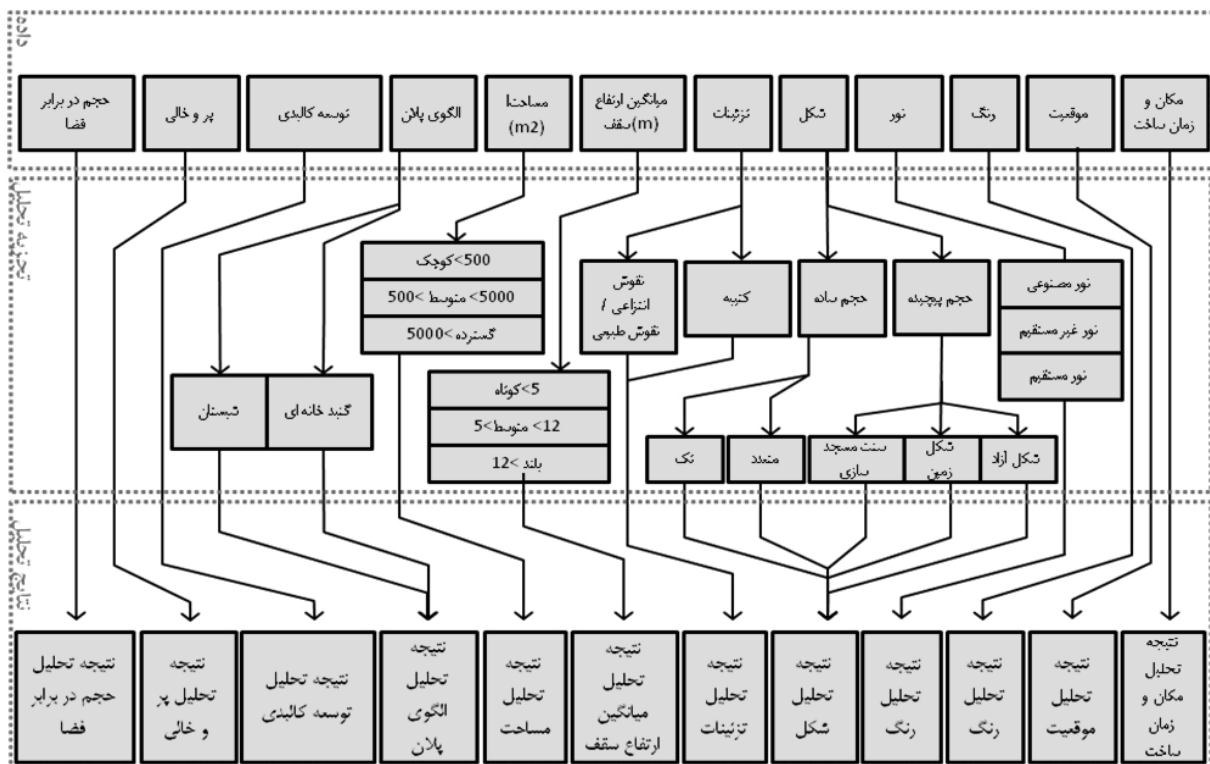 داده
مکان و
زمان ساخت
موقعیت
رنگ
نور
شکل
تزئینات
میانگین ارتفاع
سقف(m)
مساحتا
(m2)
الگوی پلان
توسعه کالبدی
پر و خالی
حجم در برابر
فضا
تجزیه تحلیل
نور مصنوعی
نور غیر مستقیم
نور مستقیم
حجم پیچیده
حجم ساده
کتیبه
نقوش
انتزاعی /
نقوش طبیعی
500>کوچک
5000> متوسط >500
گسترده >5000
5>کوتاه
12> متوسط>5
بلند >12
گنبد خانه ای
شبستان
شکل آزاد
شکل
زمین
سنت مسجد
سازی
متعدد
تک
نتایج تحلیل
نتیجه
تحلیل
مکان و
زمان
ساخت
نتیجه
تحلیل
موقعیت
نتیجه
تحلیل
رنگ
نتیجه
تحلیل
رنگ
نتیجه
تحلیل
شکل
نتیجه
تحلیل
تزئینات
نتیجه
تحلیل
میانگین
ارتفاع سقف
نتیجه
تحلیل
مساحت
نتیجه
تحلیل
الگوی
پلان
نتیجه تحلیل
توسعه کالبدی
نتیجه
تحلیل پر
و خالی
نتیجه تحلیل
حجم در برابر
فضا